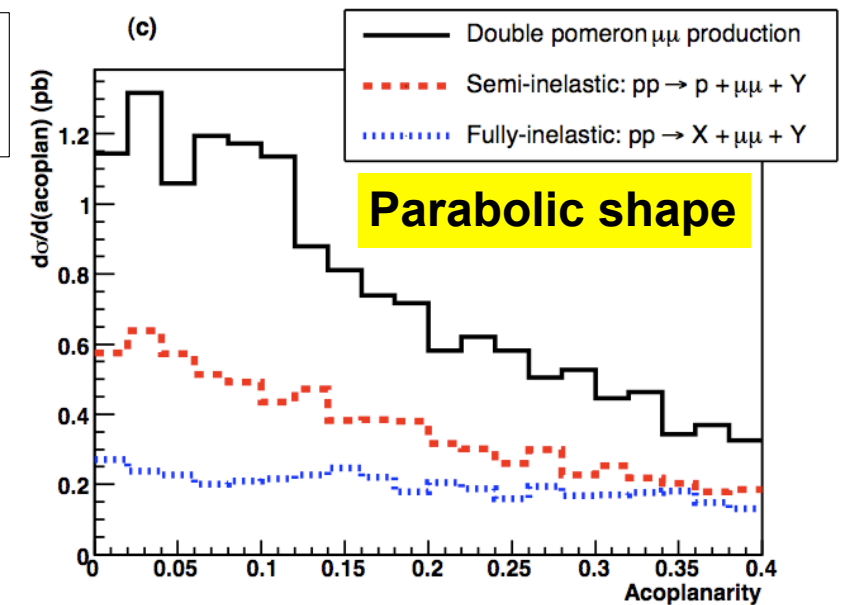 (c)
Double pomeron μμ production
Semi-inelastic: pp → p + μμ + Y
Fully-inelastic: pp → X + μμ + Y
Parabolic shape
dσ/d(acoplan) (pb)
1.2
1
0.8
0.6
0.4
0.2
0
0 0.05 0.1 0.15 0.2 0.25 0.3 0.35 0.4
Acoplanarity